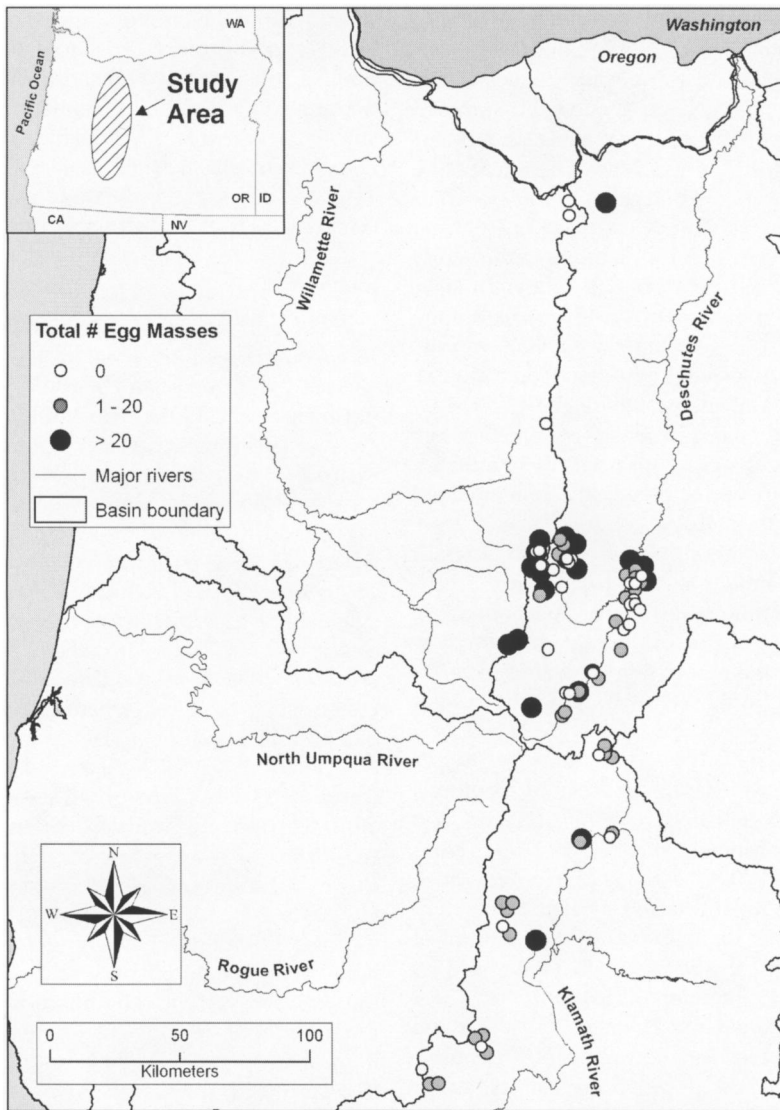 WA
Pacific Ocean
Study
Area
OR
ID
CA
NV
Washington
Oregon
Willamette River
Deschutes River
Total # Egg Masses
0
1 - 20
> 20
Major rivers
Basin boundary
North Umpqua River
N
W
E
S
Rogue River
Klamath River
0 50 100
Kilometers